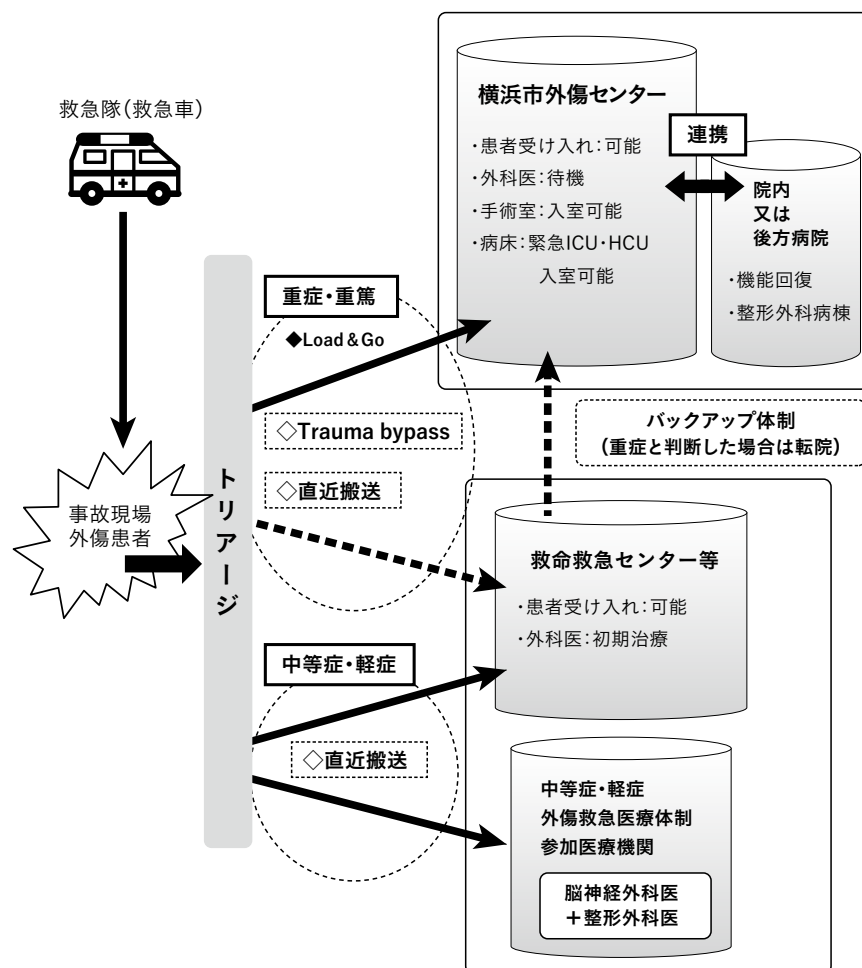 救急隊(救急車)
事故現場
外傷患者
トリアージ
重症・重篤
◆Load & Go
◇Trauma bypass
◇直近搬送
中等症・軽症
◇直近搬送
横浜市外傷センター
・患者受け入れ:可能
・外科医:待機
・手術室:入室可能
・病床:緊急ICU・HCU
入室可能
連携
院内
又は
後方病院
・機能回復
・整形外科病棟
バックアップ体制
(重症と判断した場合は転院)
救命救急センター等
・患者受け入れ:可能
・外科医:初期治療
中等症・軽症
外傷救急医療体制
参加医療機関
脳神経外科医
+整形外科医